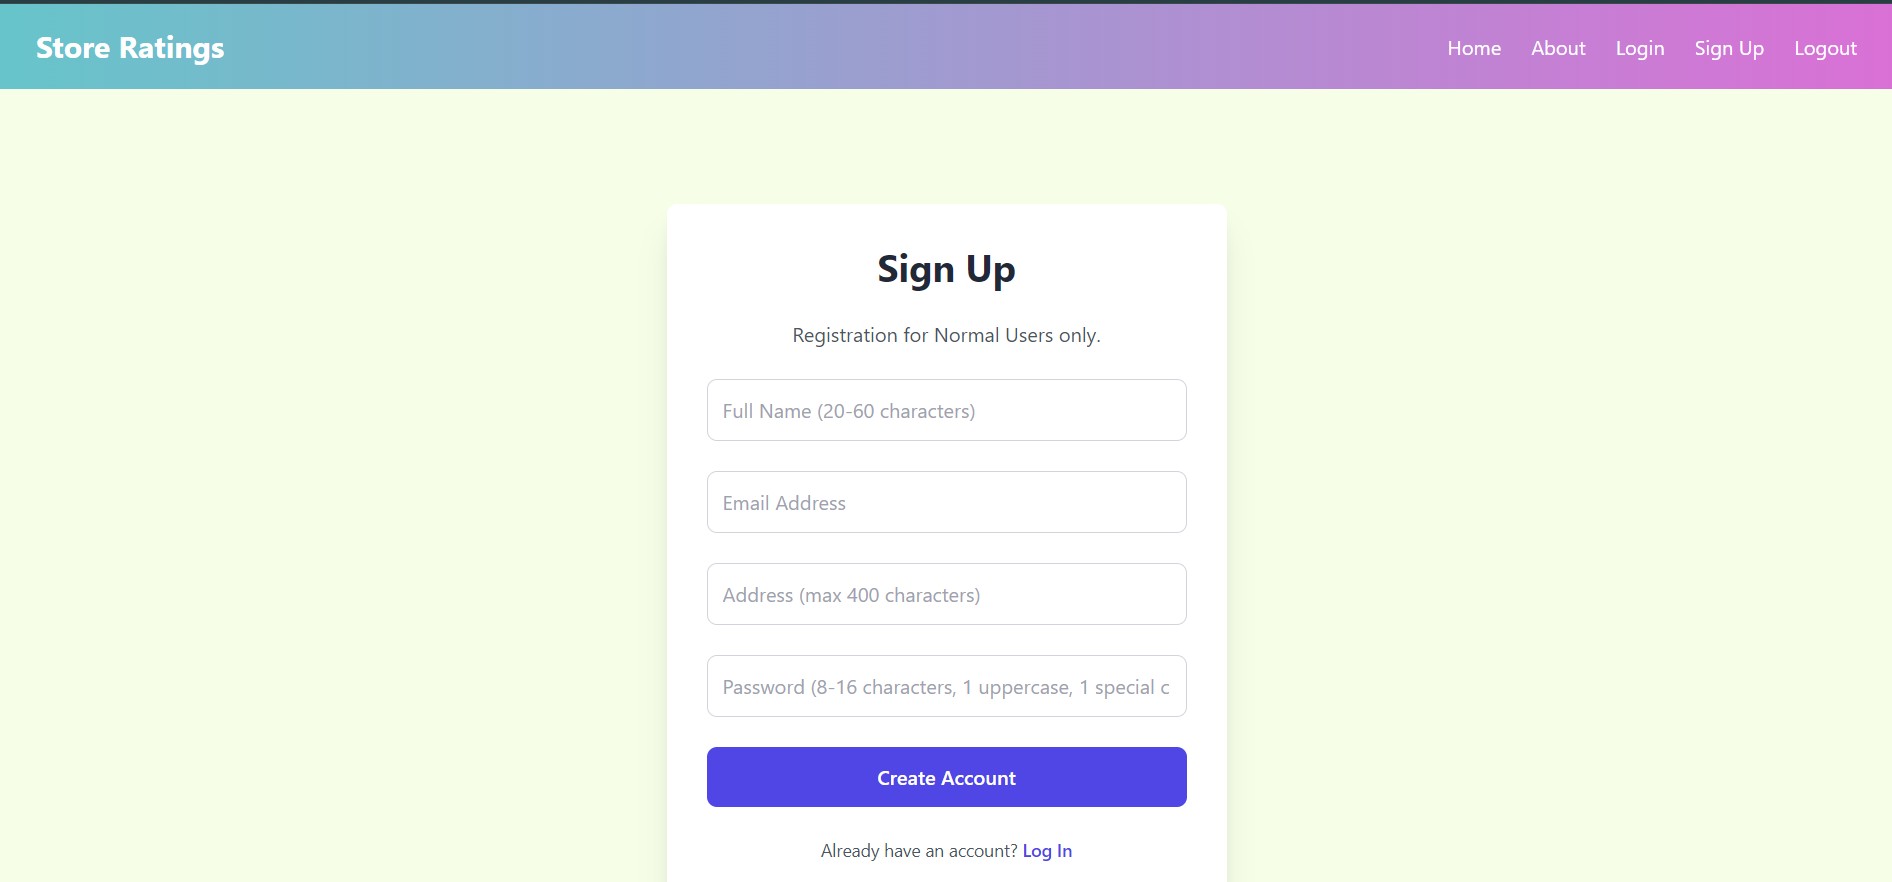 Store Ratings
Home About Login Sign Up Logout
Sign Up
Registration for Normal Users only.
Full Name (20-60 characters)
Email Address
Address (max 400 characters)
Password (8-16 characters, 1 uppercase, 1 special c
Create Account
Already have an account? Log In